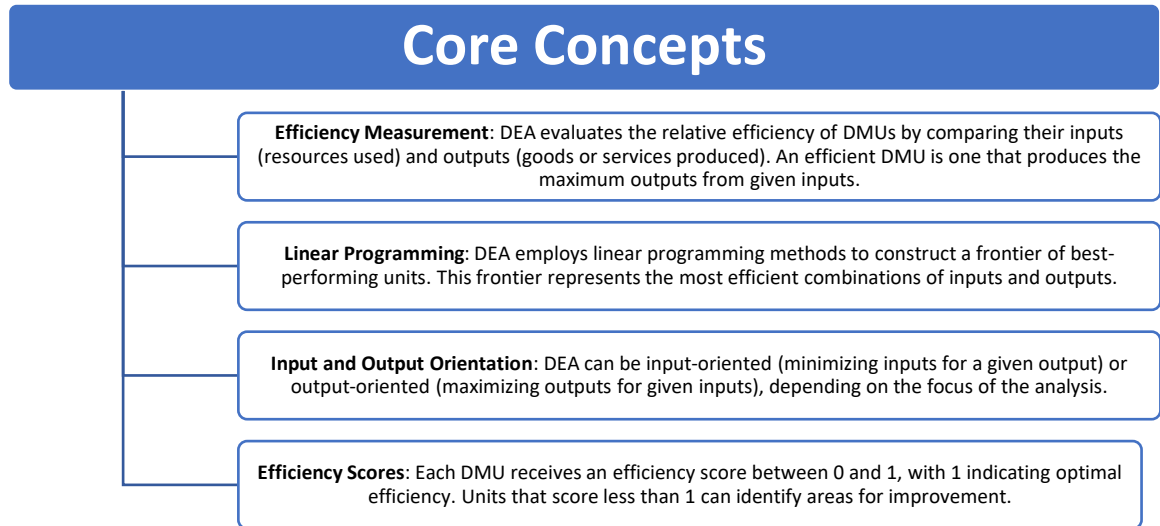 Core Concepts
Efficiency Measurement: DEA evaluates the relative efficiency of DMUs by comparing their inputs
(resources used) and outputs (goods or services produced). An efficient DMU is one that produces the
maximum outputs from given inputs.
Linear Programming: DEA employs linear programming methods to construct a frontier of best-
performing units. This frontier represents the most efficient combinations of inputs and outputs.
Input and Output Orientation: DEA can be input-oriented (minimizing inputs for a given output) or
output-oriented (maximizing outputs for given inputs), depending on the focus of the analysis.
Efficiency Scores: Each DMU receives an efficiency score between 0 and 1, with 1 indicating optimal
efficiency. Units that score less than 1 can identify areas for improvement.